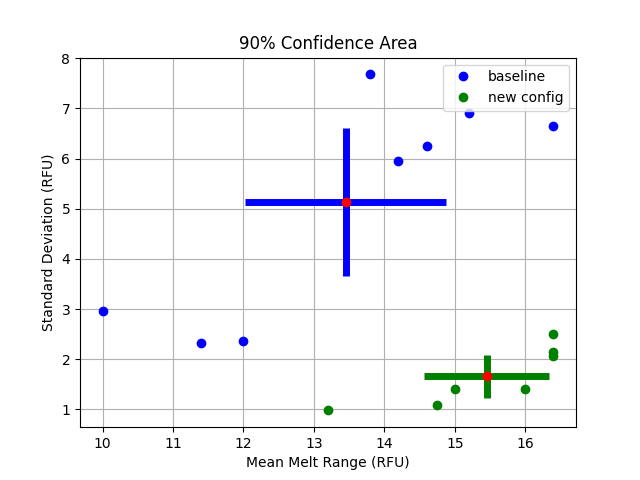 90% Confidence Area
baseline
new config
8
7
6
5
4
3
2
1
Standard Deviation (RFU)
10 11 12 13 14 15 16
Mean Melt Range (RFU)